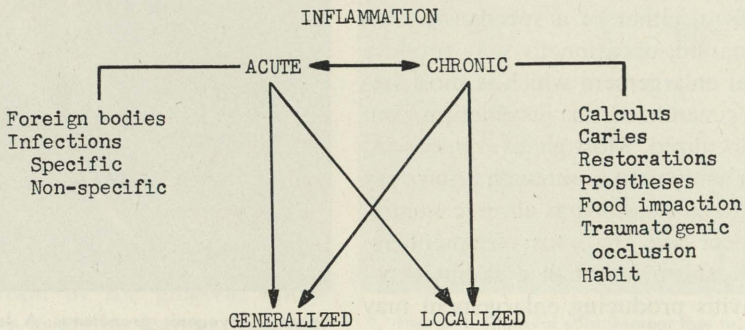 INFLAMMATION
ACUTE CHRONIC
Foreign bodies
Infections
Specific
Non-specific
Calculus
Caries
Restorations
Prostheses
Food impaction
Traumatogenic
occlusion
Habit
GENERALIZED LOCALIZED